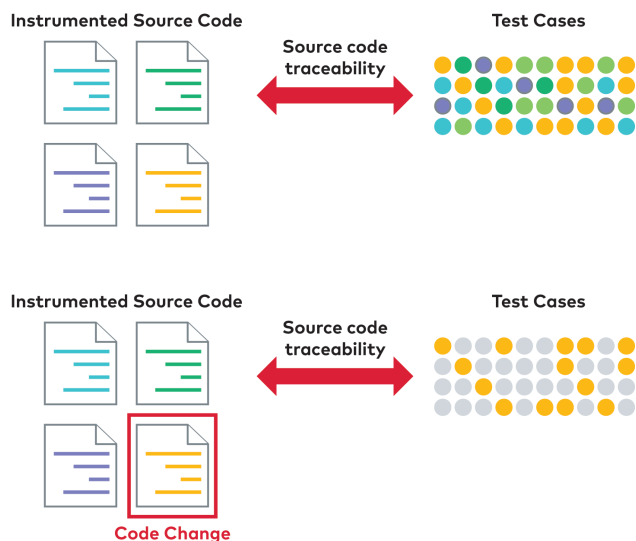 Instrumented Source Code
Source code
traceability
Test Cases
Instrumented Source Code
Source code
traceability
Test Cases
Code Change